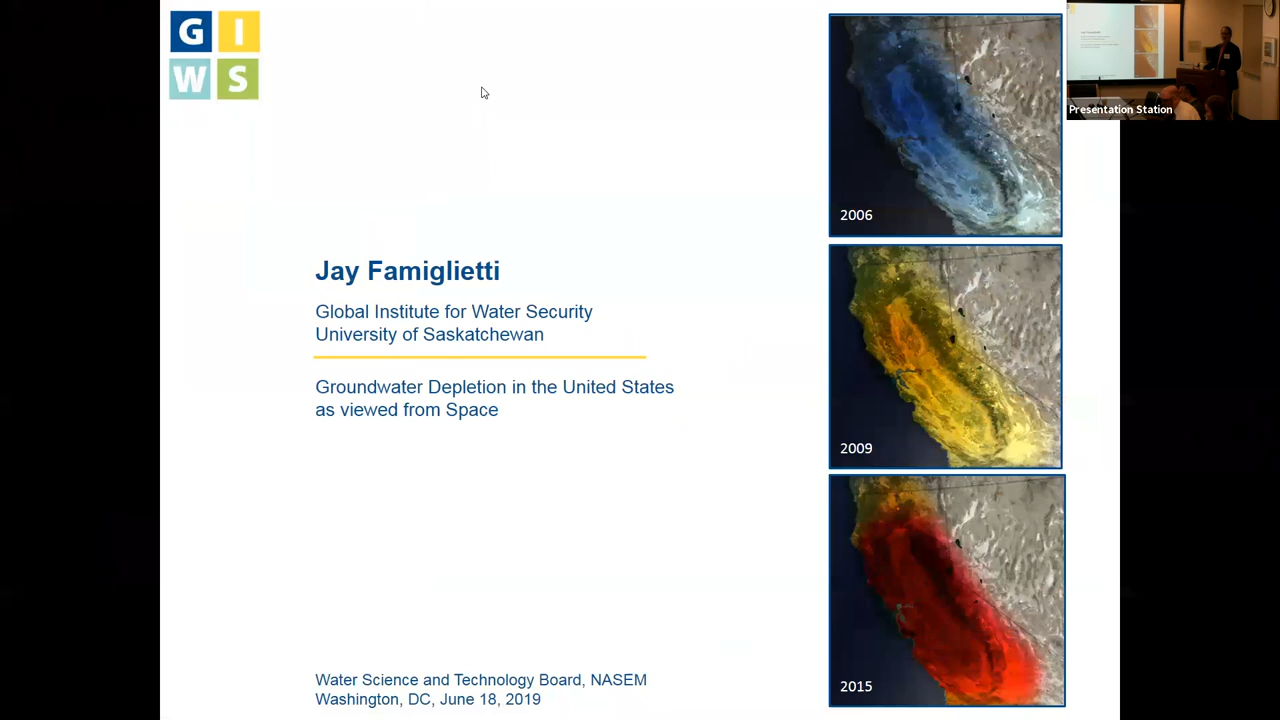 G I
W S
Jay Famiglietti
Global Institute for Water Security
University of Saskatchewan
Groundwater Depletion in the United States
as viewed from Space
Water Science and Technology Board, NASEM
Washington, DC, June 18, 2019
2006
2009
2015
Presentation Station